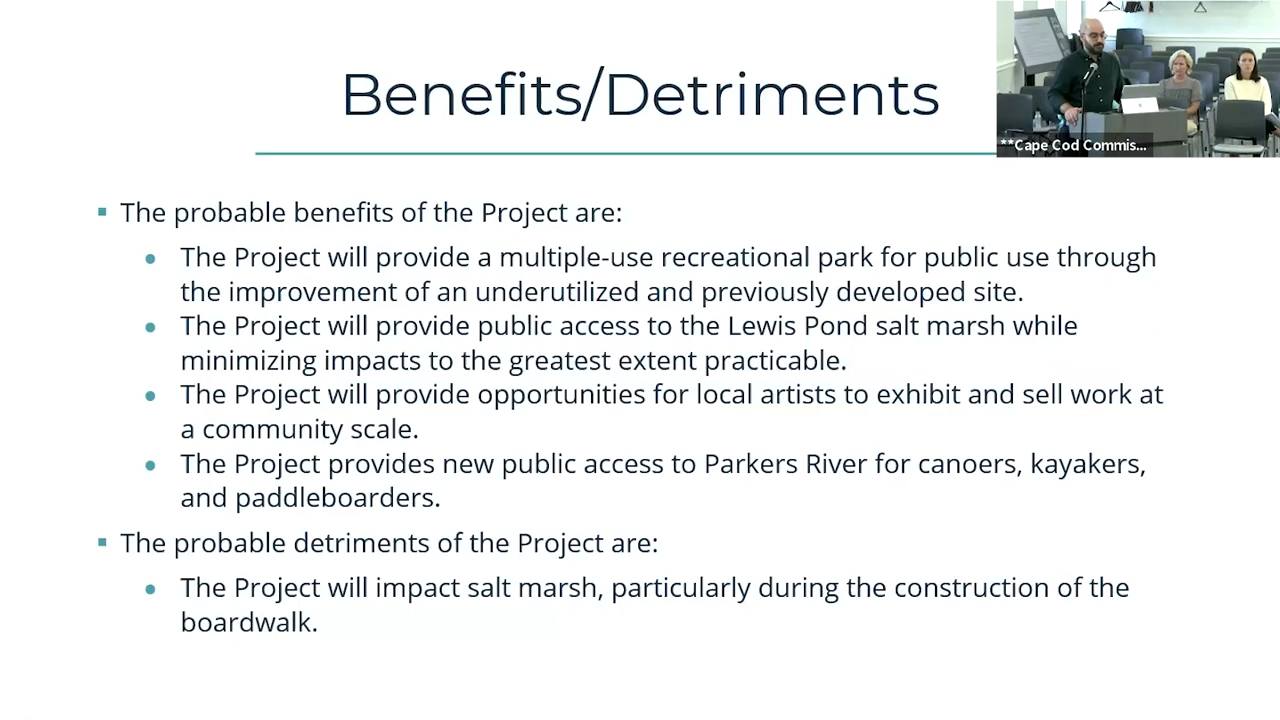 Benefits/Detriments
**Cape Cod Commis...
▪ The probable benefits of the Project are:
• The Project will provide a multiple-use recreational park for public use through
the improvement of an underutilized and previously developed site.
• The Project will provide public access to the Lewis Pond salt marsh while
minimizing impacts to the greatest extent practicable.
• The Project will provide opportunities for local artists to exhibit and sell work at
a community scale.
• The Project provides new public access to Parkers River for canoers, kayakers,
and paddleboarders.
▪ The probable detriments of the Project are:
• The Project will impact salt marsh, particularly during the construction of the
boardwalk.